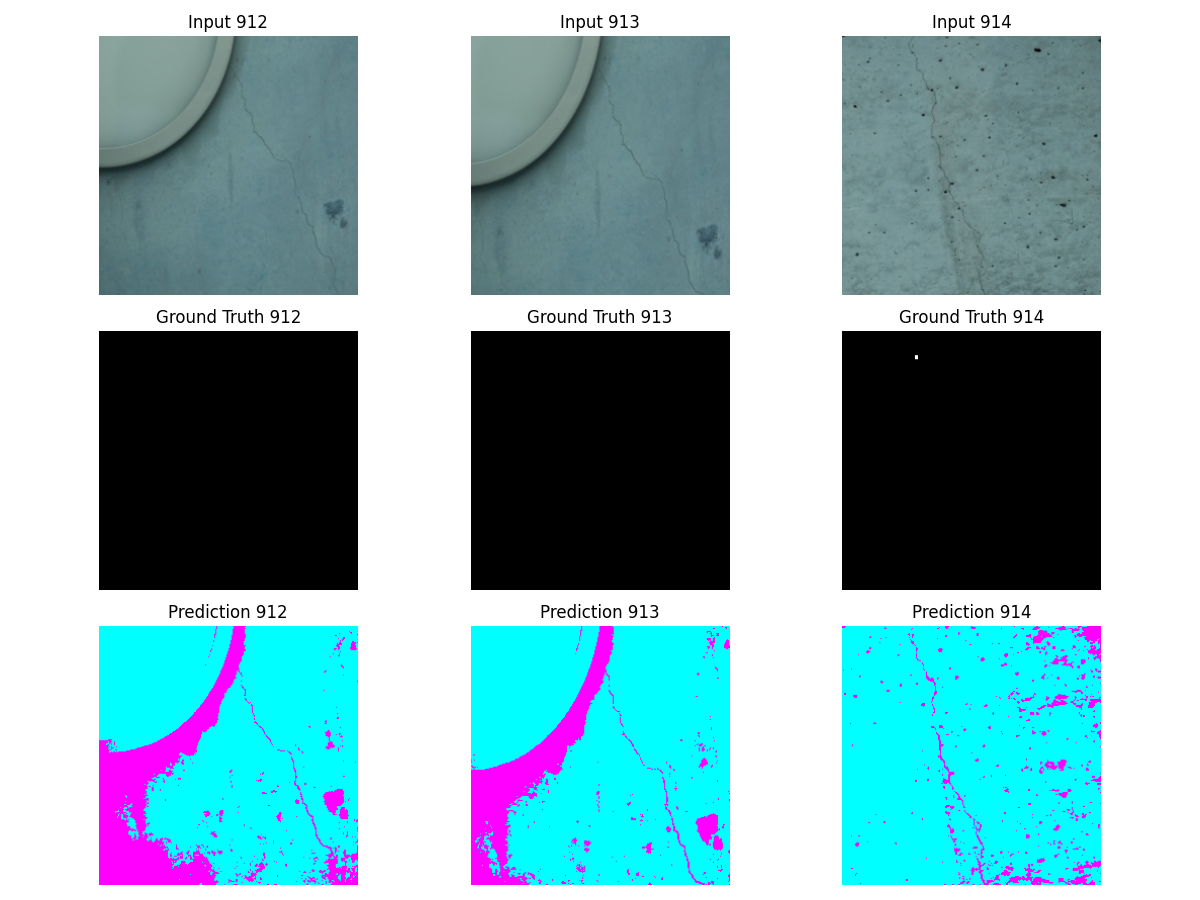 Input 912
Input 913
Input 914
Ground Truth 912
Ground Truth 913
Ground Truth 914
Prediction 912
Prediction 913
Prediction 914